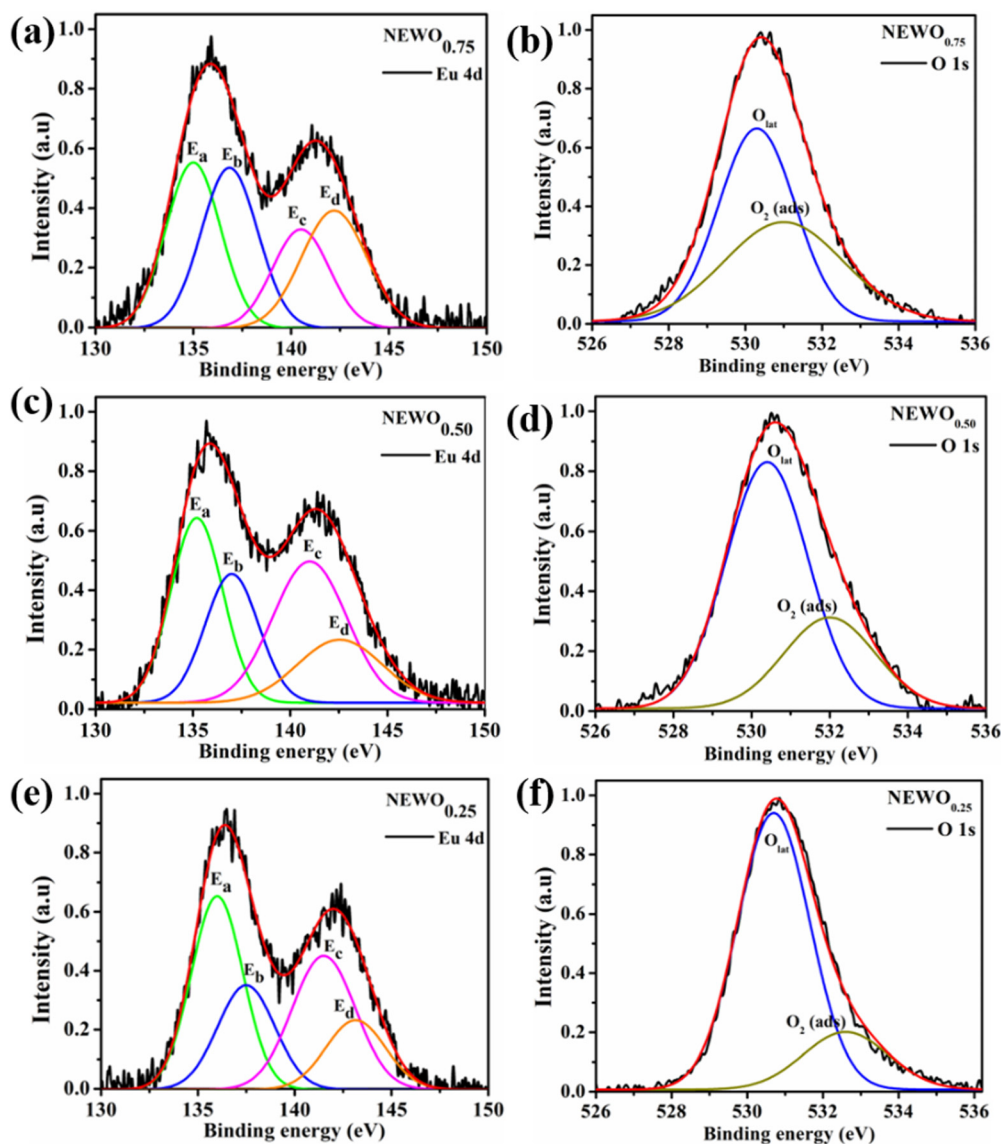 (a)
NEWO0.75
Eu 4d
Ea
Eb
Ec
Ed
Intensity (a.u)
1.0
0.8
0.6
0.4
0.2
0.0
130 135 140 145 150
Binding energy (eV)
(b)
NEWO0.75
O 1s
Olat
O2 (ads)
Intensity (a.u)
1.0
0.8
0.6
0.4
0.2
0.0
526 528 530 532 534 536
Binding energy (eV)
(c)
NEWO0.50
Eu 4d
Ea
Eb
Ec
Ed
Intensity (a.u)
1.0
0.8
0.6
0.4
0.2
0.0
130 135 140 145 150
Binding energy (eV)
(d)
NEWO0.50
O 1s
Olat
O2 (ads)
Intensity (a.u)
1.0
0.8
0.6
0.4
0.2
0.0
526 528 530 532 534 536
Binding energy (eV)
(e)
NEWO0.25
Eu 4d
Ea
Eb
Ec
Ed
Intensity (a.u)
1.0
0.8
0.6
0.4
0.2
0.0
130 135 140 145 150
Binding energy (eV)
(f)
NEWO0.25
O 1s
Olat
O2 (ads)
Intensity (a.u)
1.0
0.8
0.6
0.4
0.2
0.0
526 528 530 532 534 536
Binding energy (eV)